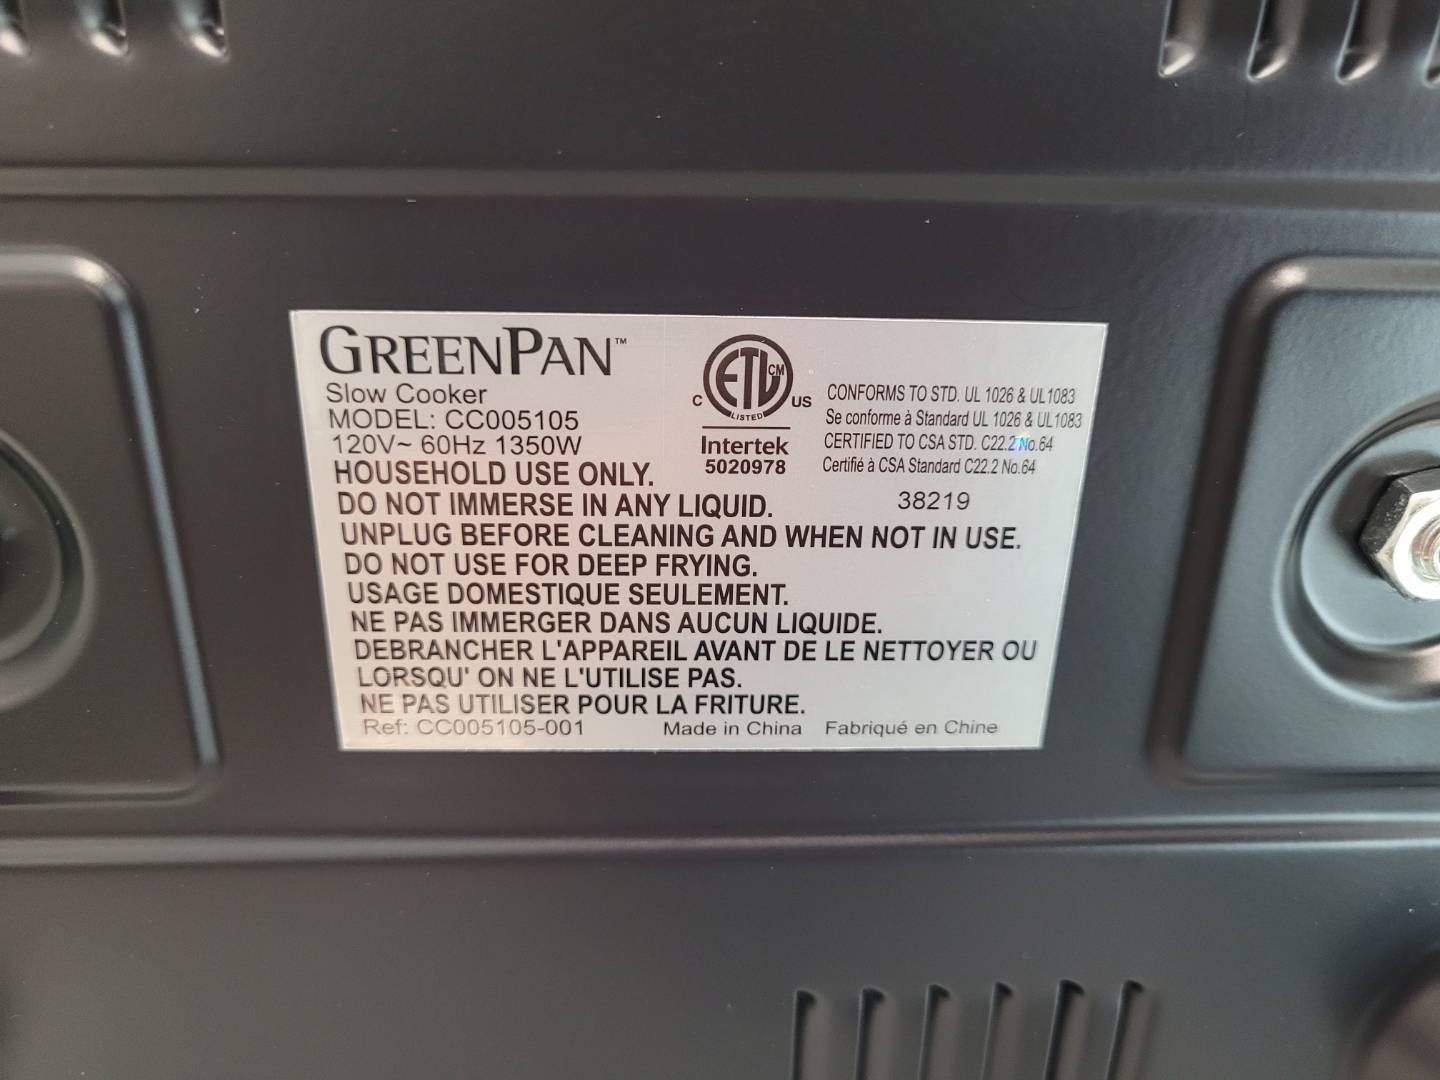 GREENPAN™
Slow Cooker
MODEL: CC005105
120V~ 60Hz 1350W
HOUSEHOLD USE ONLY.
DO NOT IMMERSE IN ANY LIQUID.
UNPLUG BEFORE CLEANING AND WHEN NOT IN USE.
DO NOT USE FOR DEEP FRYING.
USAGE DOMESTIQUE SEULEMENT.
NE PAS IMMERGER DANS AUCUN LIQUIDE.
DEBRANCHER L'APPAREIL AVANT DE LE NETTOYER OU
LORSQU' ON NE L'UTILISE PAS.
NE PAS UTILISER POUR LA FRITURE.
Ref: CC005105-001 Made in China Fabriqué en Chine
ETL CM
C LISTED US
Intertek
5020978
CONFORMS TO STD. UL 1026 & UL1083
Se conforme à Standard UL 1026 & UL1083
CERTIFIED TO CSA STD. C22.2 No.64
Certifié à CSA Standard C22.2 No.64
38219